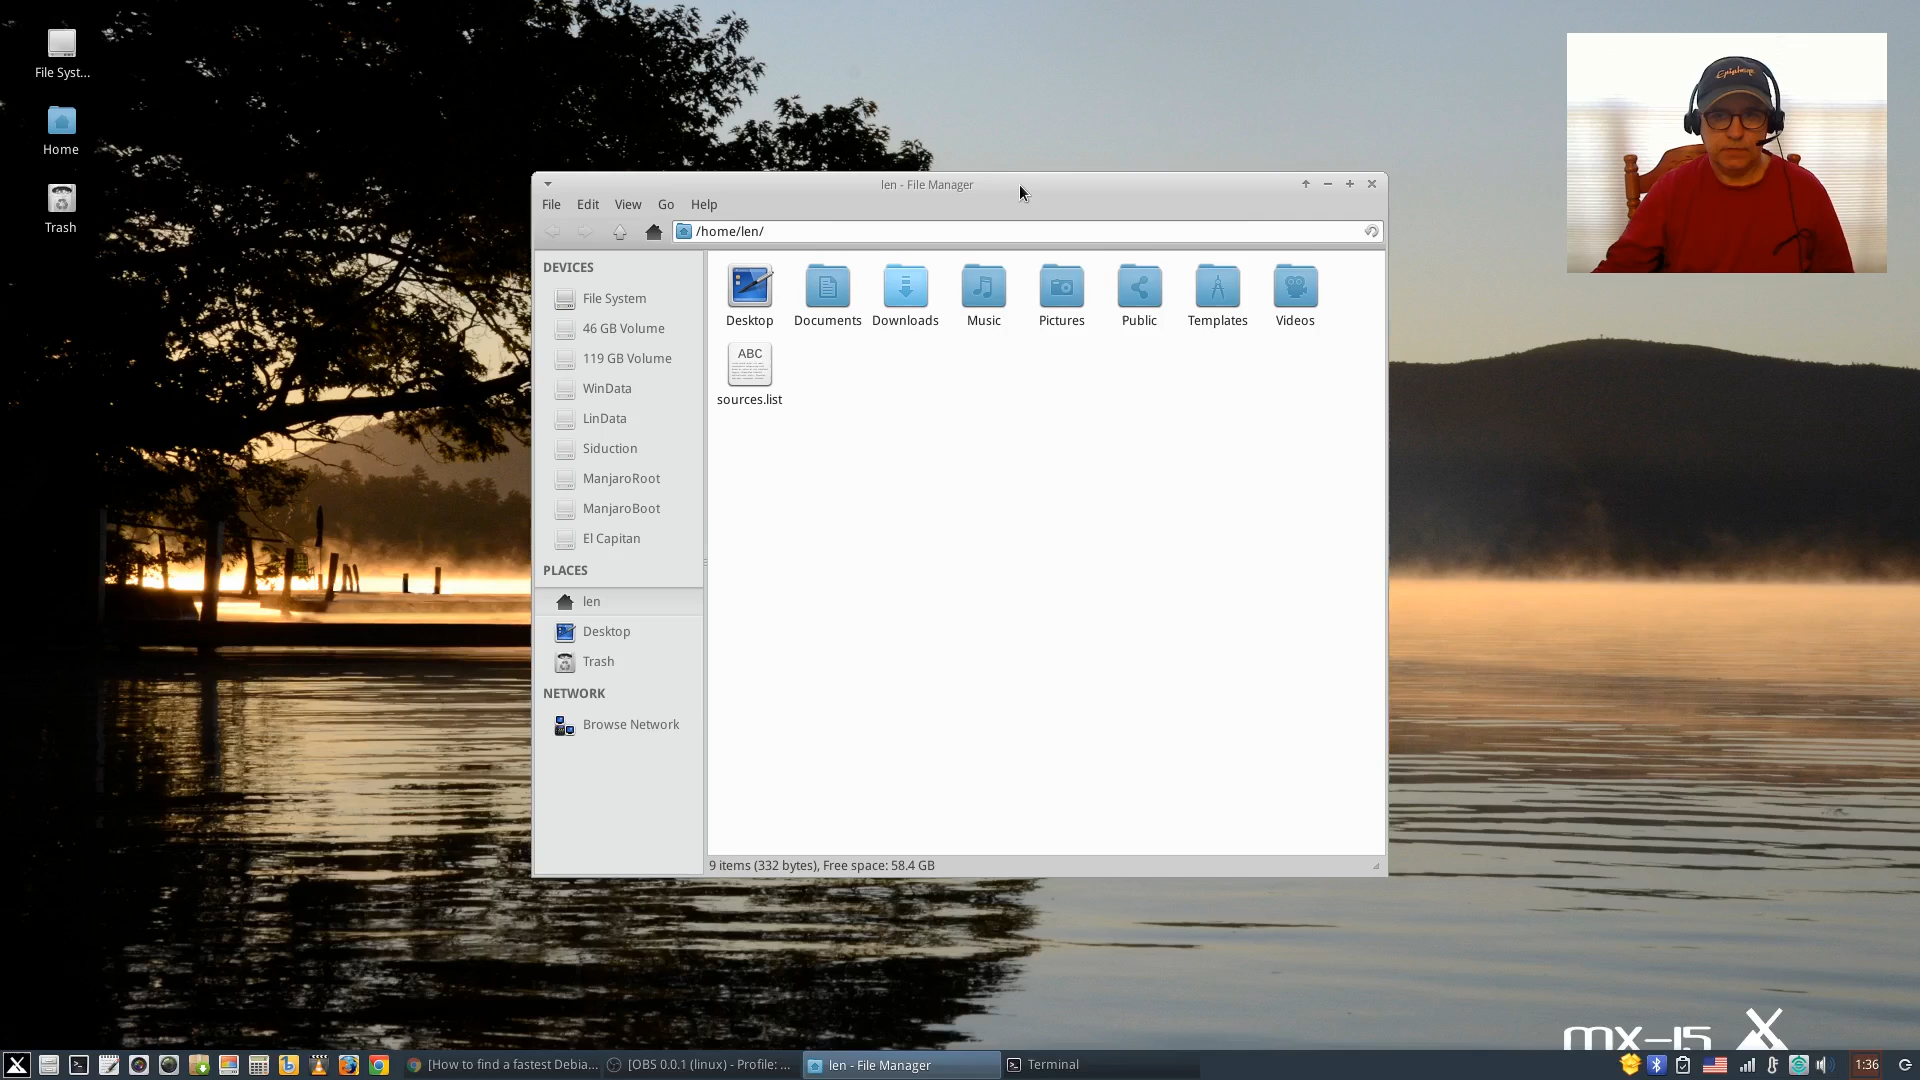 File Syst...
Home
Trash
Epiphone
len - File Manager
File Edit View Go Help
/home/len/
DEVICES
File System
46 GB Volume
119 GB Volume
WinData
LinData
Siduction
ManjaroRoot
ManjaroBoot
El Capitan
PLACES
len
Desktop
Trash
NETWORK
Browse Network
Desktop
Documents
Downloads
Music
Pictures
Public
Templates
Videos
ABC
sources.list
9 items (332 bytes), Free space: 58.4 GB
mx-15
[How to find a fastest Debia...
[OBS 0.0.1 (linux) - Profile: ...
len - File Manager
Terminal
1:36